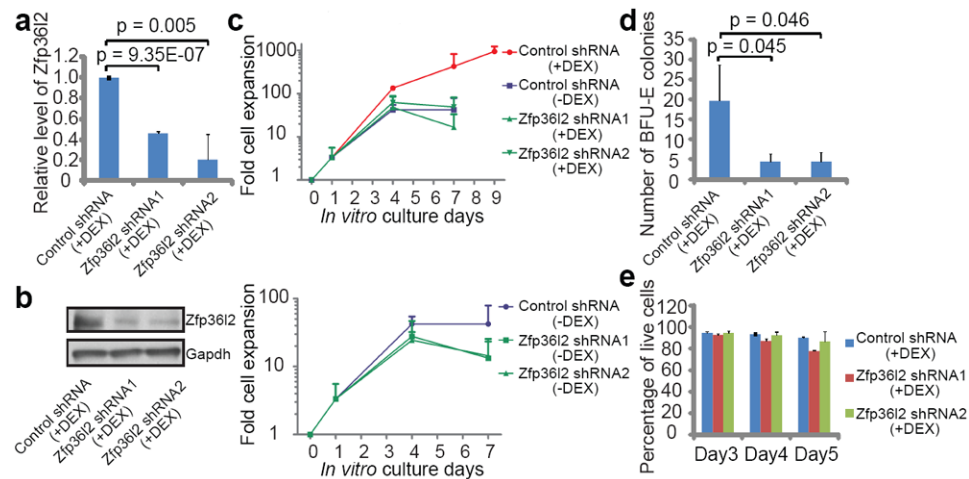 a
p = 0.005
p = 9.35E-07
Relative level of Zfp36l2
1.0
0.8
0.6
0.4
0.2
0
Control shRNA
(+DEX)
Zfp36l2 shRNA1
(+DEX)
Zfp36l2 shRNA2
(+DEX)
b
Zfp36l2
Gapdh
Control shRNA
(+DEX)
Zfp36l2 shRNA1
(+DEX)
Zfp36l2 shRNA2
(+DEX)
c
Fold cell expansion
1000
100
10
1
0 1 2 3 4 5 6 7 8 9
In vitro culture days
Control shRNA
(+DEX)
Control shRNA
(-DEX)
Zfp36l2 shRNA1
(+DEX)
Zfp36l2 shRNA2
(+DEX)
Fold cell expansion
100
10
1
0 1 2 3 4 5 6 7
In vitro culture days
Control shRNA
(-DEX)
Zfp36l2 shRNA1
(-DEX)
Zfp36l2 shRNA2
(-DEX)
d
p = 0.046
p = 0.045
Number of BFU-E colonies
40
35
30
25
20
15
10
5
0
Control shRNA
(+DEX)
Zfp36l2 shRNA1
(+DEX)
Zfp36l2 shRNA2
(+DEX)
e
Percentage of live cells
120
100
80
60
40
20
0
Day3 Day4 Day5
Control shRNA
(+DEX)
Zfp36l2 shRNA1
(+DEX)
Zfp36l2 shRNA2
(+DEX)